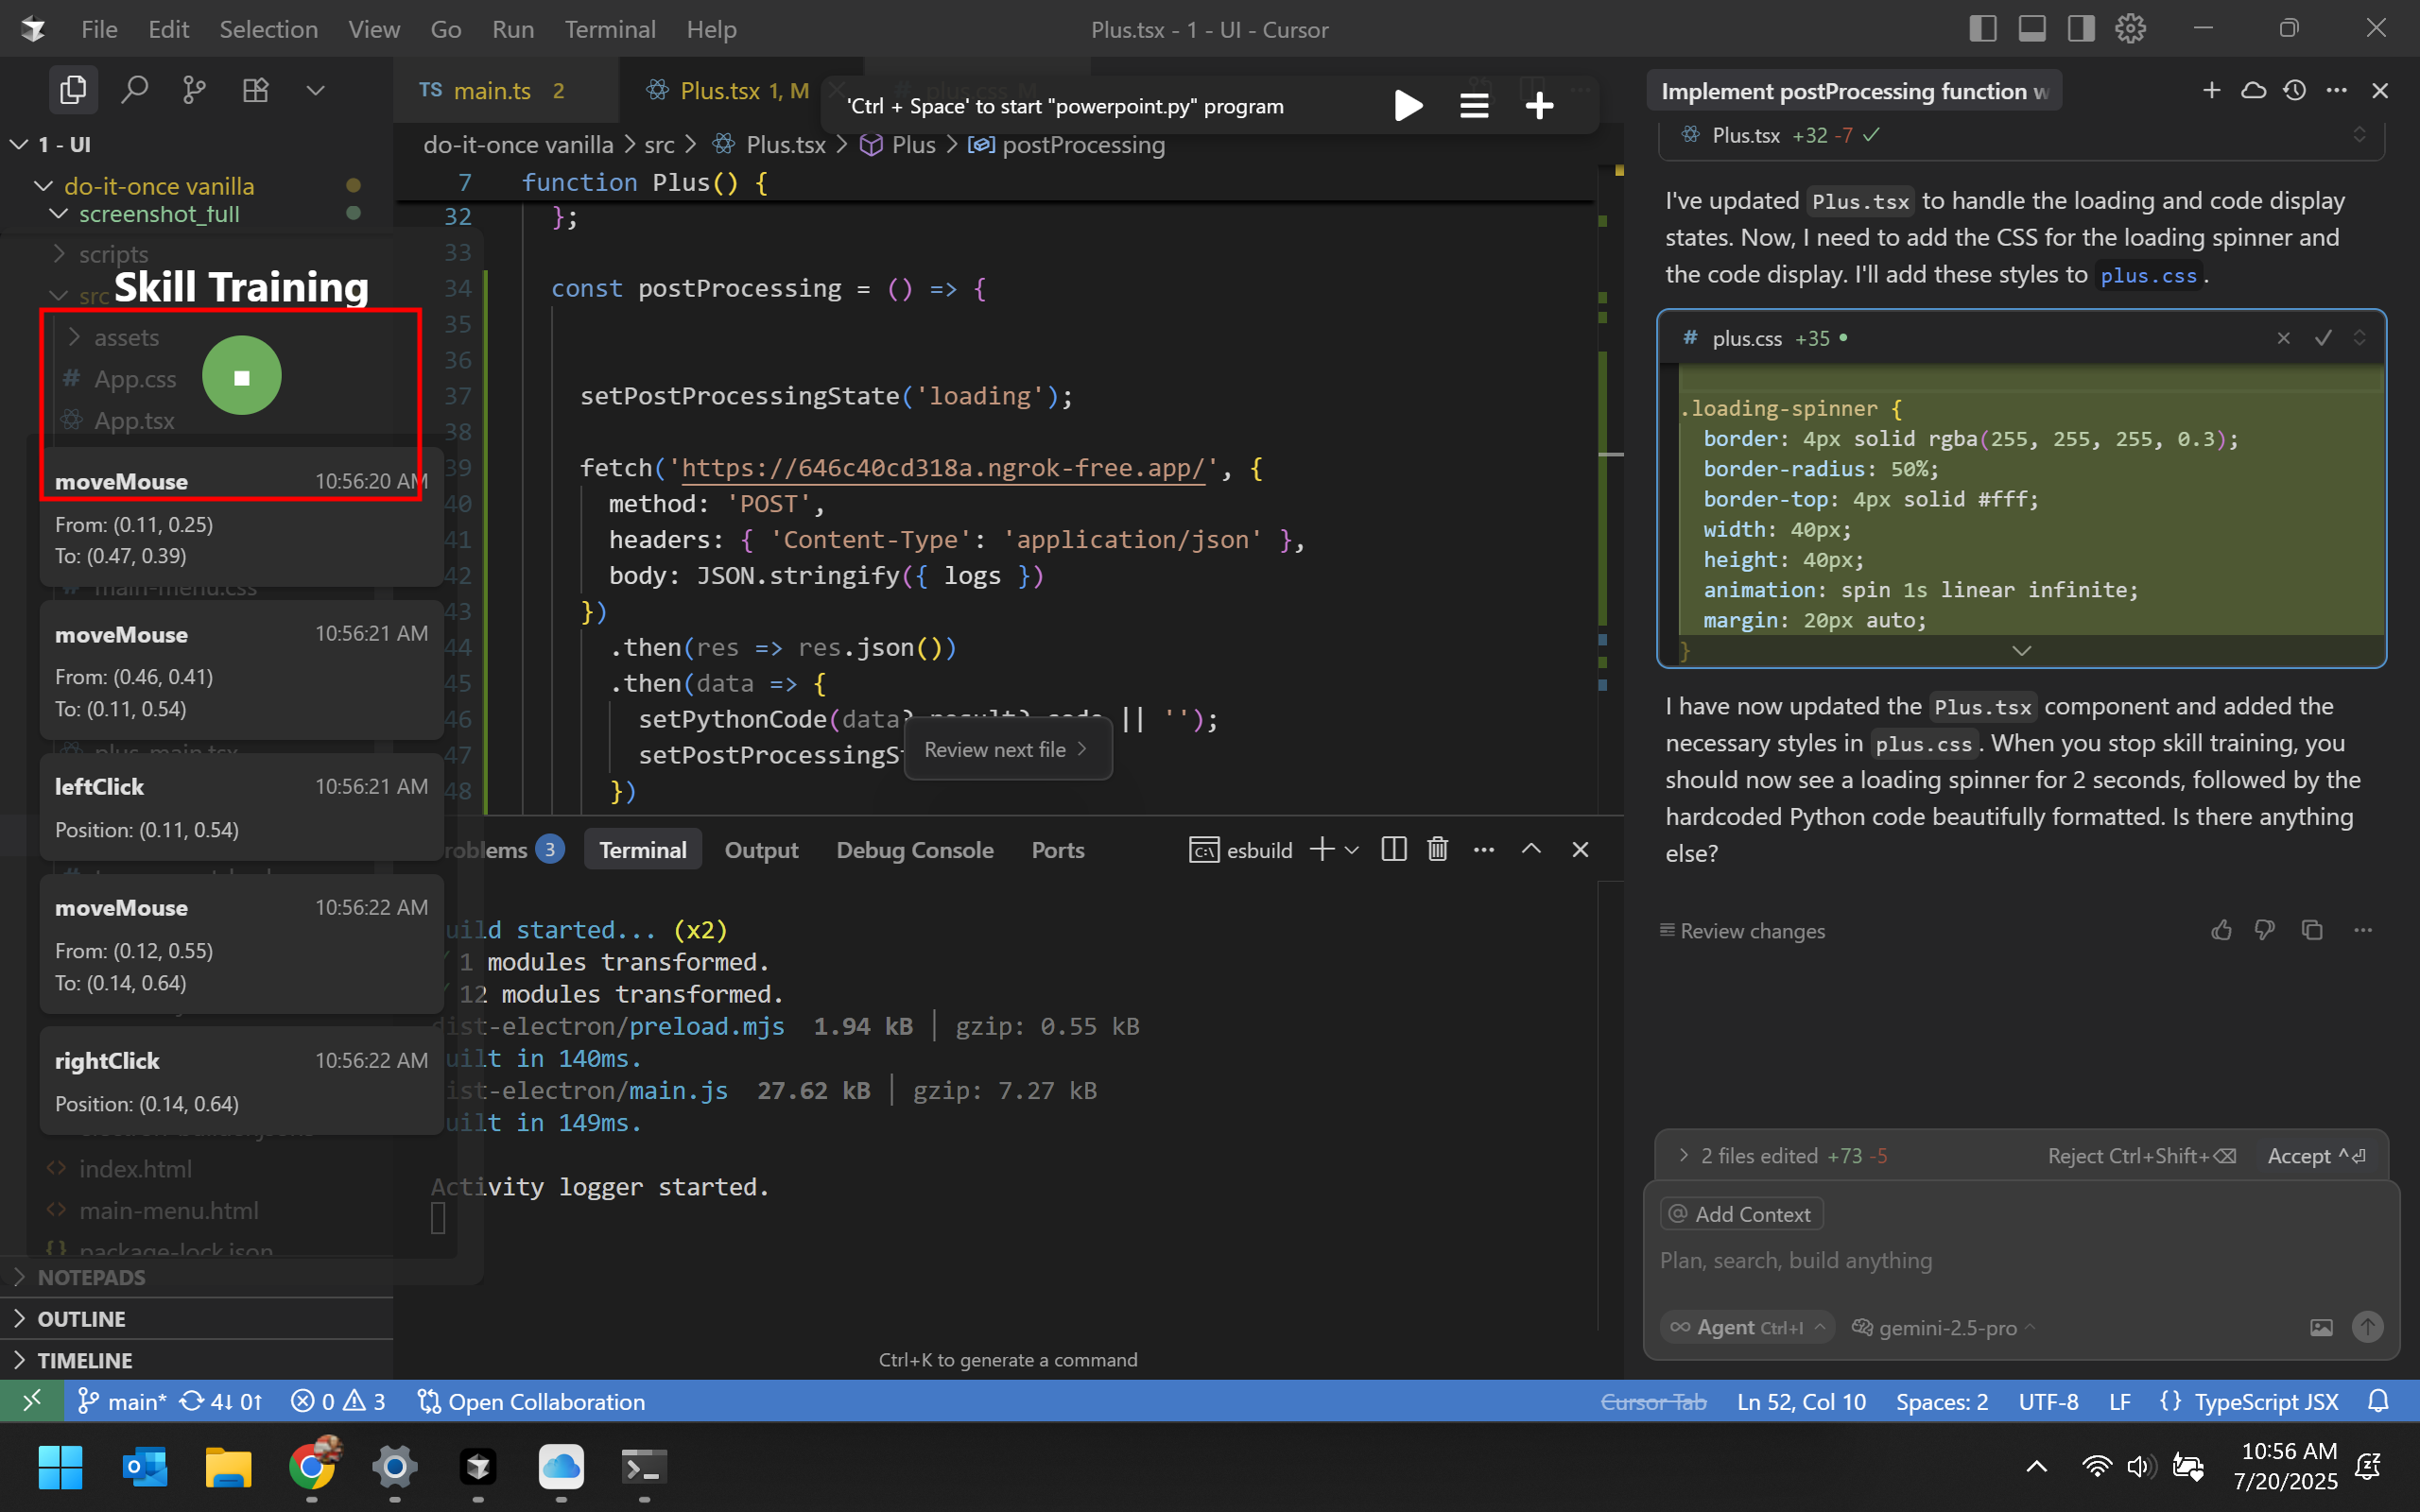 File Edit Selection View Go Run Terminal Help
Plus.tsx - 1 - UI - Cursor
1 - UI
do-it-once vanilla
screenshot_full
scripts
src
Skill Training
assets
App.css
App.tsx
moveMouse 10:56:20 AM
From: (0.11, 0.25)
To: (0.47, 0.39)
main-menu.css
moveMouse 10:56:21 AM
From: (0.46, 0.41)
To: (0.11, 0.54)
plus-main.tsx
leftClick 10:56:21 AM
Position: (0.11, 0.54)
moveMouse 10:56:22 AM
From: (0.12, 0.55)
To: (0.14, 0.64)
rightClick 10:56:22 AM
Position: (0.14, 0.64)
index.html
main-menu.html
package-lock.json
NOTEPADS
OUTLINE
TIMELINE
TS main.ts 2
Plus.tsx 1, M
plus.css M
'Ctrl + Space' to start "powerpoint.py" program
do-it-once vanilla > src > Plus.tsx > Plus > postProcessing
7 function Plus() {
32 };
33
34 const postProcessing = () => {
35
36
37 setPostProcessingState('loading');
38
39 fetch('https://646c40cd318a.ngrok-free.app/', {
40 method: 'POST',
41 headers: { 'Content-Type': 'application/json' },
42 body: JSON.stringify({ logs })
43 })
44 .then(res => res.json())
45 .then(data => {
46 setPythonCode(data?.result?.code || '');
47 setPostProcessingSt
48 })
Review next file >
roblems 3 Terminal Output Debug Console Ports
esbuild
uild started... (x2)
1 modules transformed.
12 modules transformed.
dist-electron/preload.mjs 1.94 kB │ gzip: 0.55 kB
uilt in 140ms.
ist-electron/main.js 27.62 kB │ gzip: 7.27 kB
uilt in 149ms.
Activity logger started.
Ctrl+K to generate a command
Implement postProcessing function w
Plus.tsx +32 -7
I've updated Plus.tsx to handle the loading and code display
states. Now, I need to add the CSS for the loading spinner and
the code display. I'll add these styles to plus.css.
# plus.css +35
.loading-spinner {
border: 4px solid rgba(255, 255, 255, 0.3);
border-radius: 50%;
border-top: 4px solid #fff;
width: 40px;
height: 40px;
animation: spin 1s linear infinite;
margin: 20px auto;
}
I have now updated the Plus.tsx component and added the
necessary styles in plus.css. When you stop skill training, you
should now see a loading spinner for 2 seconds, followed by the
hardcoded Python code beautifully formatted. Is there anything
else?
Review changes
2 files edited +73 -5 Reject Ctrl+Shift+⌫ Accept ^⏎
@ Add Context
Plan, search, build anything
Agent Ctrl+I gemini-2.5-pro
main* 4↓ 0↑ 0 3 Open Collaboration
Cursor Tab Ln 52, Col 10 Spaces: 2 UTF-8 LF {} TypeScript JSX
10:56 AM
7/20/2025